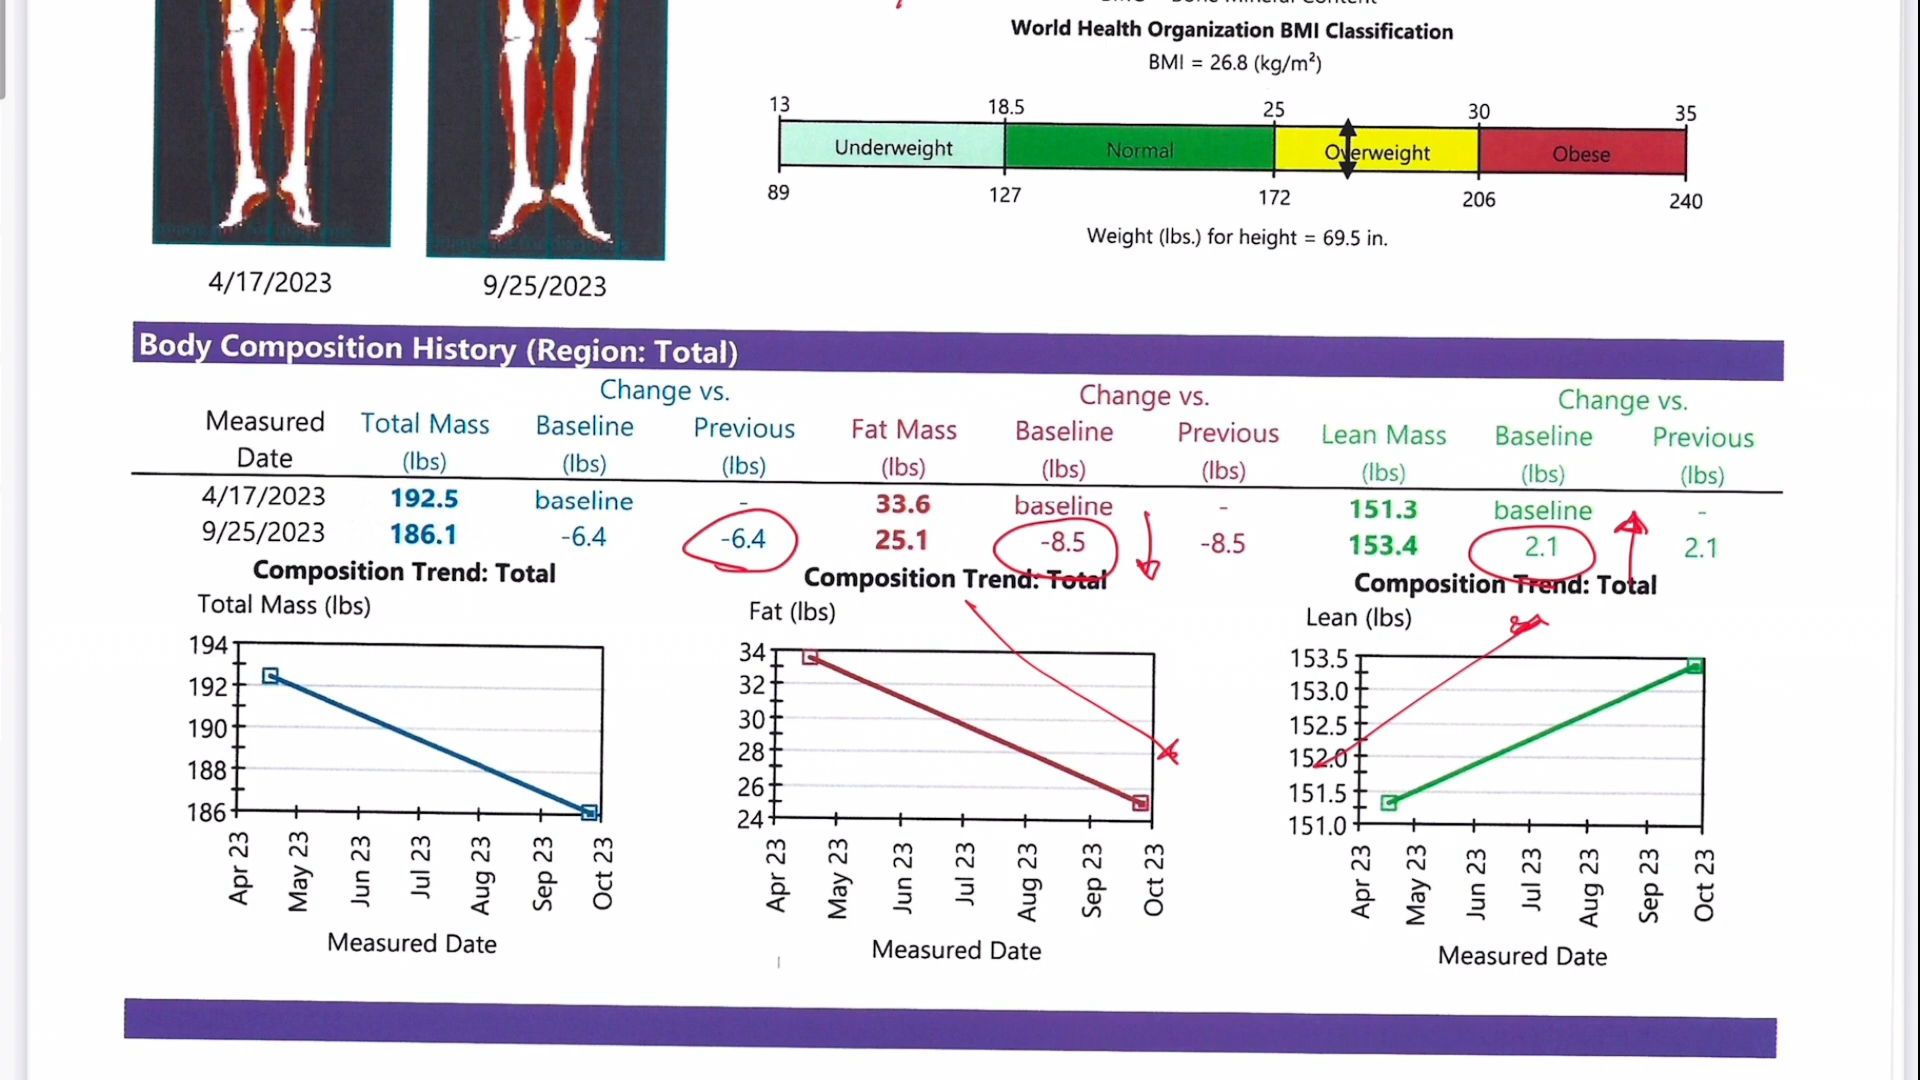 World Health Organization BMI Classification
BMI = 26.8 (kg/m²)
13 18.5 25 30 35
Underweight Normal Overweight Obese
89 127 172 206 240
Weight (lbs.) for height = 69.5 in.
4/17/2023 9/25/2023
Body Composition History (Region: Total)
Change vs. Change vs. Change vs.
Measured Total Mass Baseline Previous Fat Mass Baseline Previous Lean Mass Baseline Previous
Date (lbs) (lbs) (lbs) (lbs) (lbs) (lbs) (lbs) (lbs) (lbs)
4/17/2023 192.5 baseline - 33.6 baseline - 151.3 baseline -
9/25/2023 186.1 -6.4 -6.4 25.1 -8.5 -8.5 153.4 2.1 2.1
Composition Trend: Total
Total Mass (lbs)
194
192
190
188
186
Apr 23 May 23 Jun 23 Jul 23 Aug 23 Sep 23 Oct 23
Measured Date
Composition Trend: Total
Fat (lbs)
34
32
30
28
26
24
Apr 23 May 23 Jun 23 Jul 23 Aug 23 Sep 23 Oct 23
Measured Date
Composition Trend: Total
Lean (lbs)
153.5
153.0
152.5
152.0
151.5
151.0
Apr 23 May 23 Jun 23 Jul 23 Aug 23 Sep 23 Oct 23
Measured Date